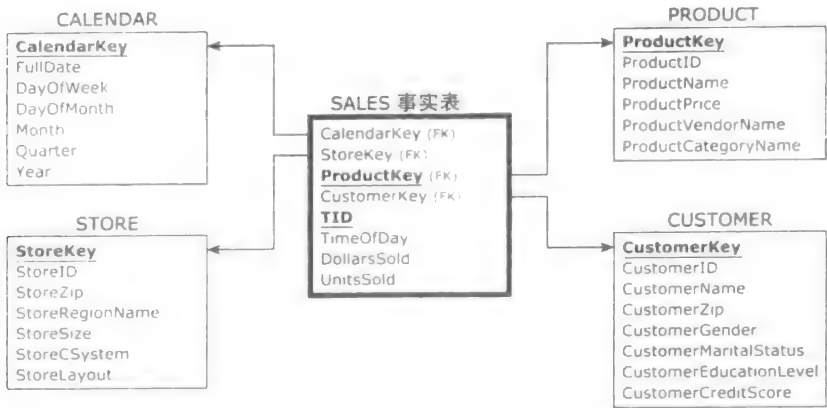 CALENDAR
CalendarKey
FullDate
DayOfWeek
DayOfMonth
Month
Quarter
Year
STORE
StoreKey
StoreID
StoreZip
StoreRegionName
StoreSize
StoreCSystem
StoreLayout
SALES 事实表
CalendarKey (FK)
StoreKey (FK)
ProductKey (FK)
CustomerKey (FK)
TID
TimeOfDay
DollarsSold
UnitsSold
PRODUCT
ProductKey
ProductID
ProductName
ProductPrice
ProductVendorName
ProductCategoryName
CUSTOMER
CustomerKey
CustomerID
CustomerName
CustomerZip
CustomerGender
CustomerMaritalStatus
CustomerEducationLevel
CustomerCreditScore